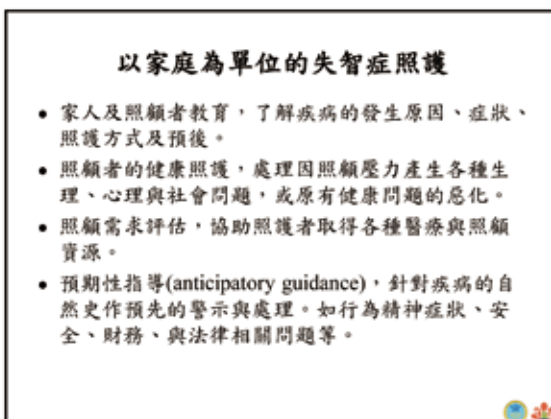 以家庭為單位的失智症照護
• 家人及照顧者教育，了解疾病的發生原因、症狀、
照護方式及預後。
• 照顧者的健康照護，處理因照顧壓力產生各種生
理、心理與社會問題，或原有健康問題的惡化。
• 照顧需求評估，協助照護者取得各種醫療與照顧
資源。
• 預期性指導(anticipatory guidance)，針對疾病的自
然史作預先的警示與處理。如行為精神症狀、安
全、財務、與法律相關問題等。